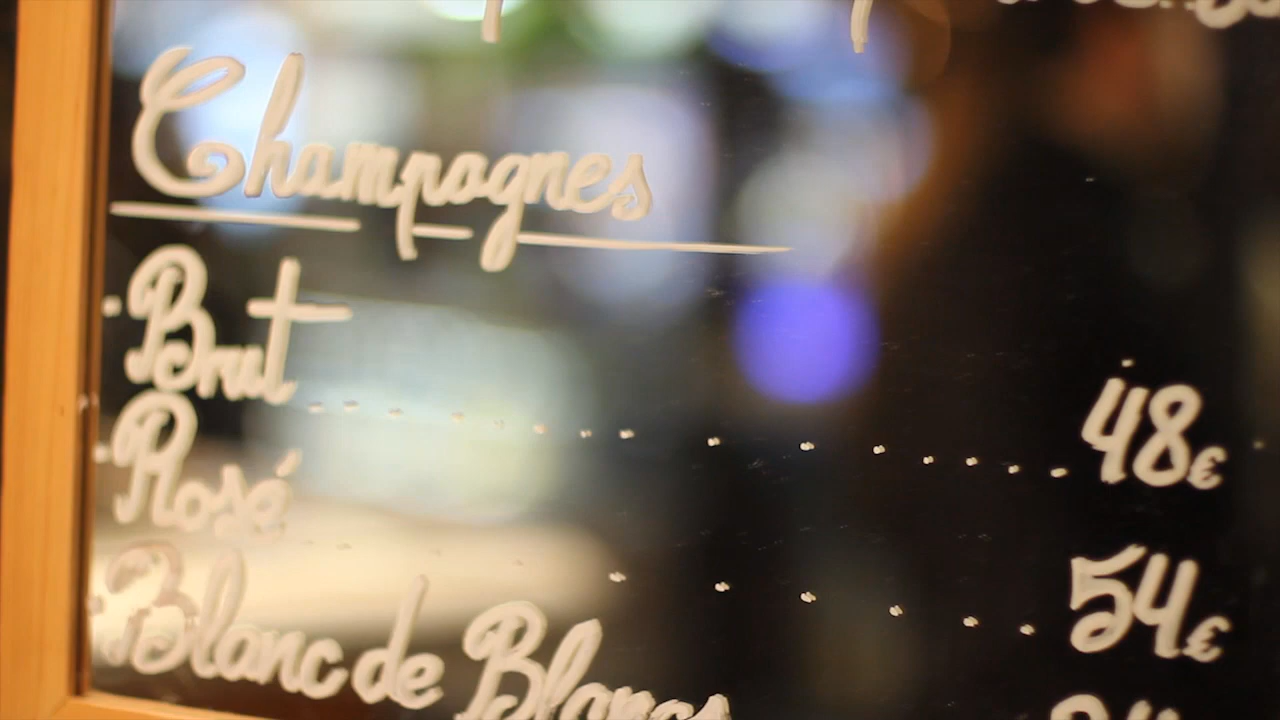 Champagnes
- Brut ............... 48€
- Rosé ............... 54€
- Blanc de Blancs